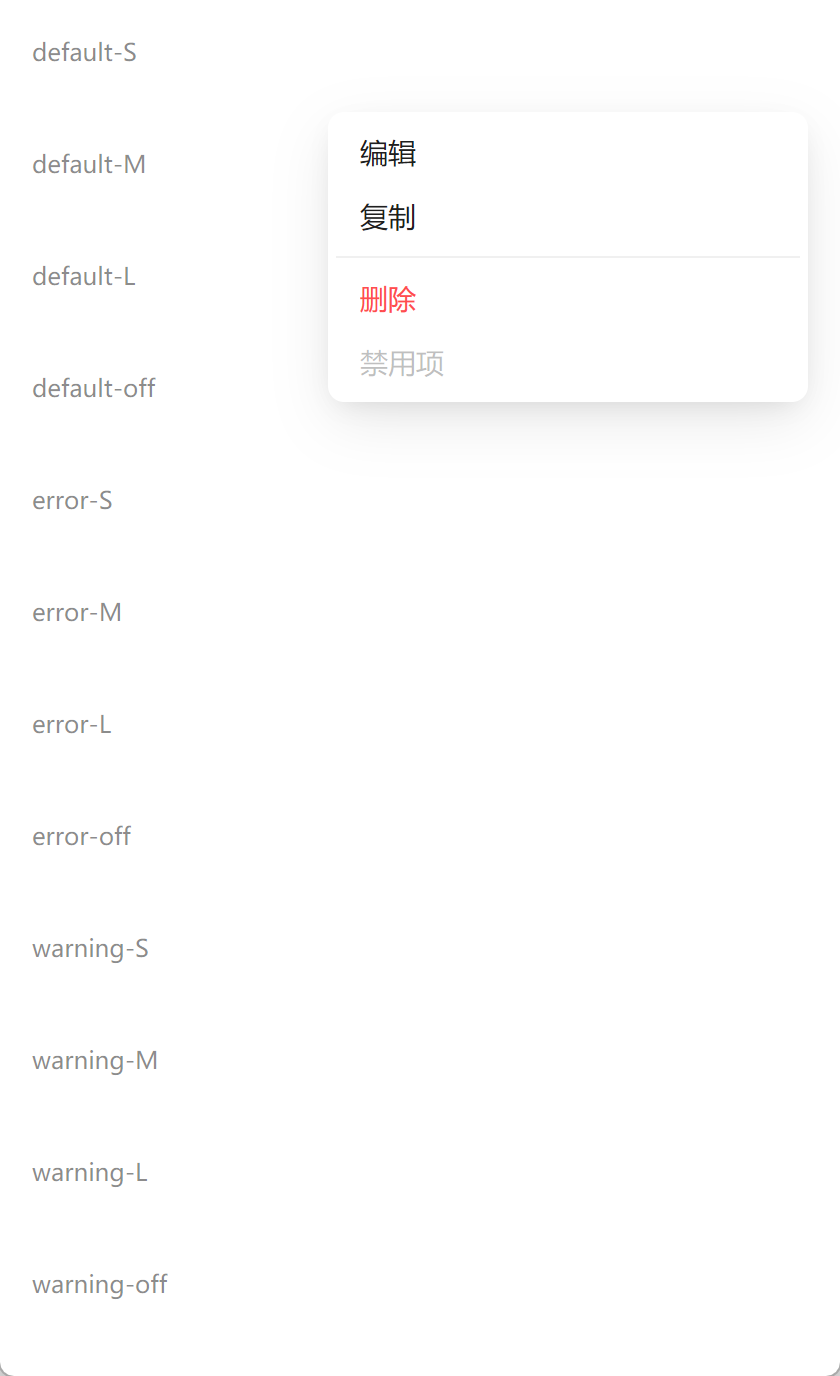 default-S
default-M
default-L
default-off
error-S
error-M
error-L
error-off
warning-S
warning-M
warning-L
warning-off
编辑
复制
删除
禁用项